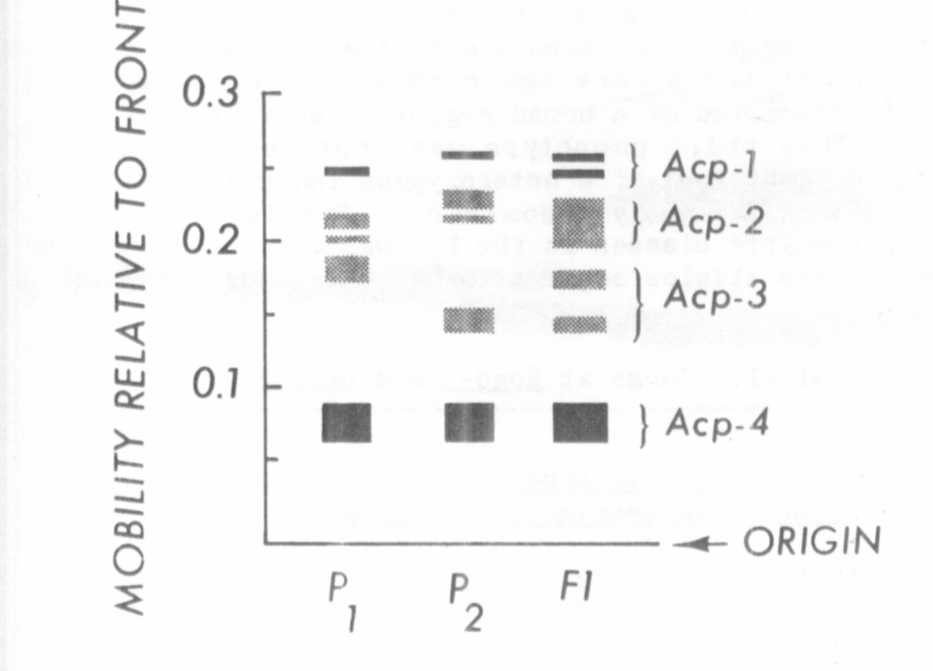 MOBILITY RELATIVE TO FRONT
0.3
0.2
0.1
Acp-1
Acp-2
Acp-3
Acp-4
ORIGIN
P1
P2
F1